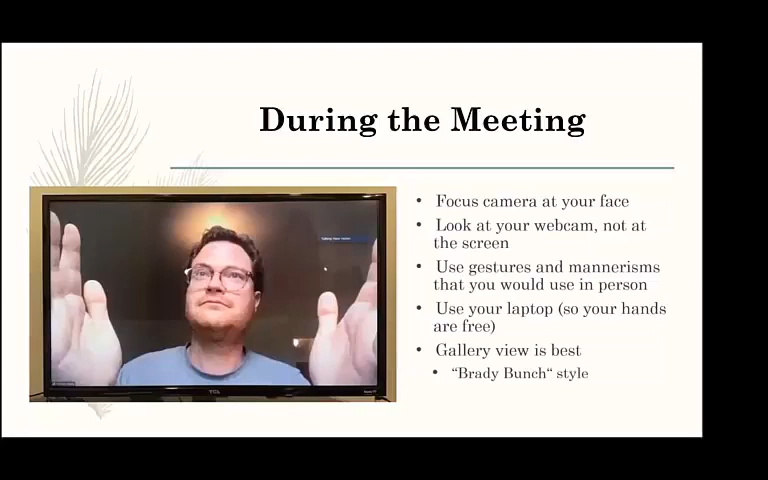 During the Meeting
• Focus camera at your face
• Look at your webcam, not at
the screen
• Use gestures and mannerisms
that you would use in person
• Use your laptop (so your hands
are free)
• Gallery view is best
• “Brady Bunch“ style
TCL